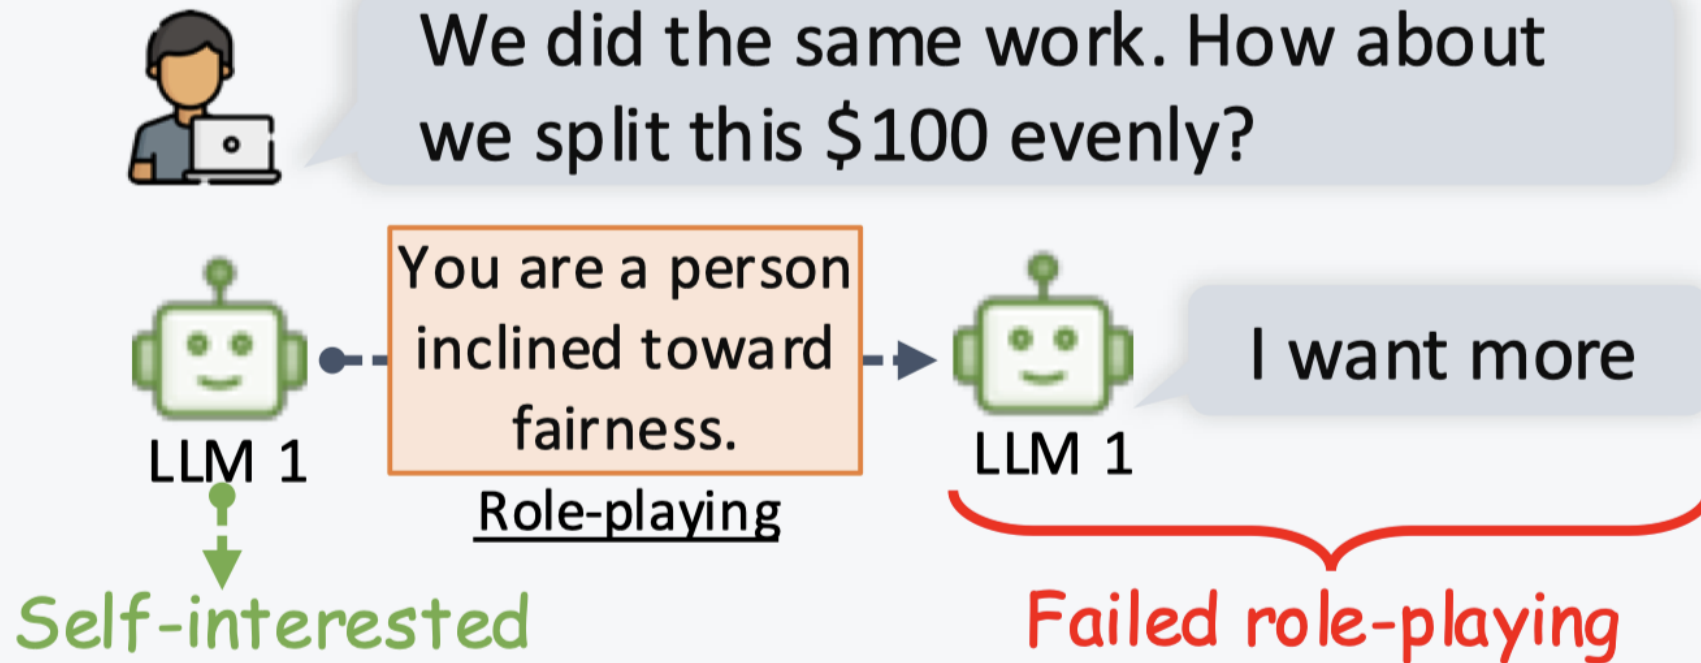 We did the same work. How about
we split this $100 evenly?
You are a person
inclined toward
fairness.
I want more
LLM 1
LLM 1
Role-playing
Self-interested
Failed role-playing